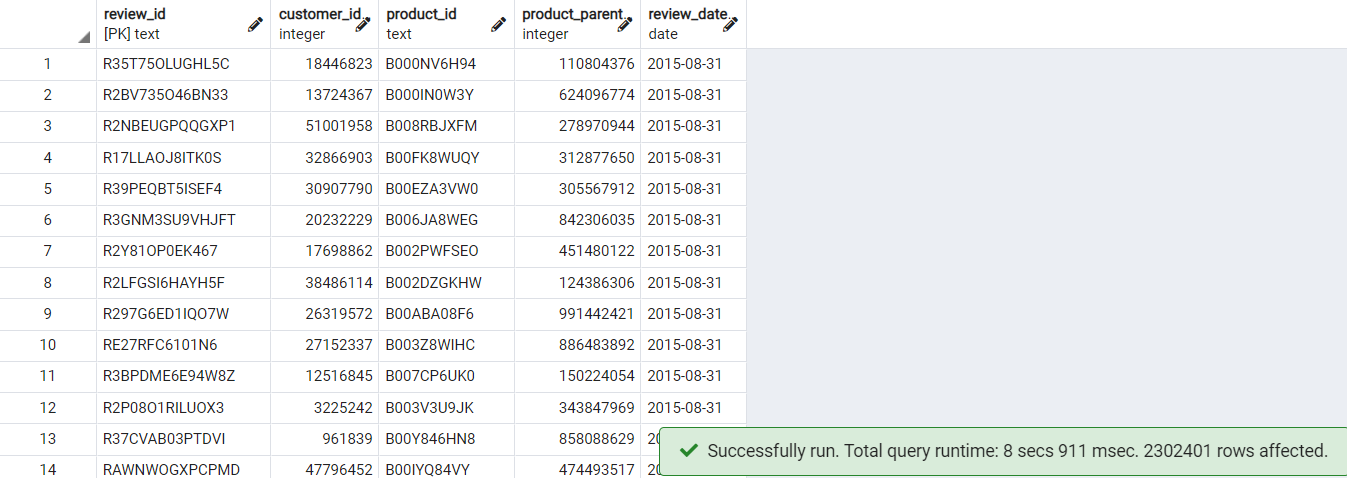 review_id customer_id product_id product_parent.. review_date..
[PK] text integer text integer date
1 R35T75OLUGHL5C 18446823 B000NV6H94 110804376 2015-08-31
2 R2BV735O46BN33 13724367 B000IN0W3Y 624096774 2015-08-31
3 R2NBEUGPQQGXP1 51001958 B008RBJXFM 278970944 2015-08-31
4 R17LLAOJ8ITK0S 32866903 B00FK8WUQY 312877650 2015-08-31
5 R39PEQBT5ISEF4 30907790 B00EZA3VW0 305567912 2015-08-31
6 R3GNM3SU9VHJFT 20232229 B006JA8WEG 842306035 2015-08-31
7 R2Y81OP0EK467 17698862 B002PWFSEO 451480122 2015-08-31
8 R2LFGSI6HAYH5F 38486114 B002DZGKHW 124386306 2015-08-31
9 R297G6ED1IQO7W 26319572 B00ABA08F6 991442421 2015-08-31
10 RE27RFC6101N6 27152337 B003Z8WIHC 886483892 2015-08-31
11 R3BPDME6E94W8Z 12516845 B007CP6UK0 150224054 2015-08-31
12 R2P08O1RILUOX3 3225242 B003V3U9JK 343847969 2015-08-31
13 R37CVAB03PTDVI 961839 B00Y846HN8 858088629 20
Successfully run. Total query runtime: 8 secs 911 msec. 2302401 rows affected.
14 RAWNWOGXPCPMD 47796452 B00IYQ84VY 474493517 20